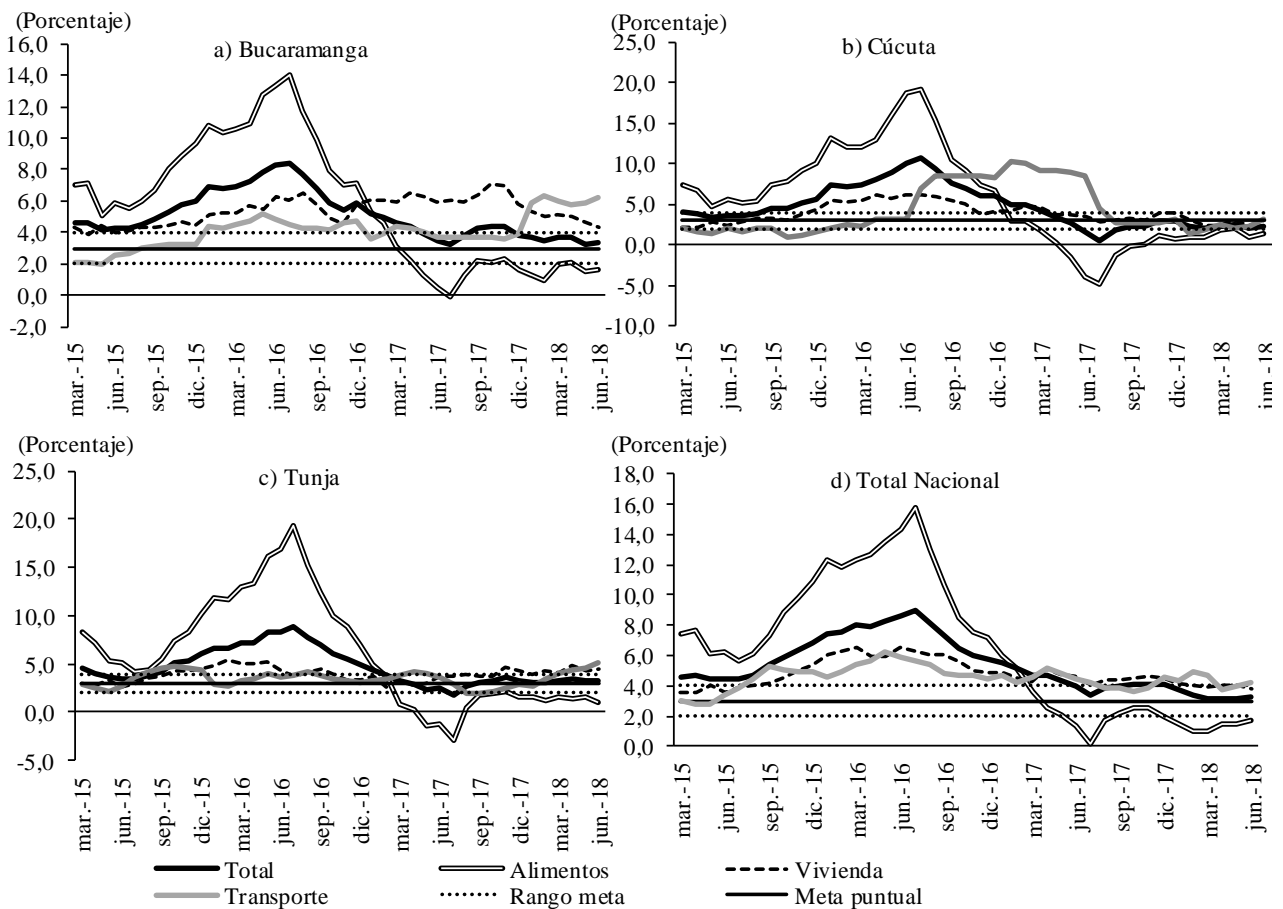 (Porcentaje)
a) Bucaramanga
16,0
14,0
12,0
10,0
8,0
6,0
4,0
2,0
0,0
-2,0
mar.-15
jun.-15
sep.-15
dic.-15
mar.-16
jun.-16
sep.-16
dic.-16
mar.-17
jun.-17
sep.-17
dic.-17
mar.-18
jun.-18
(Porcentaje)
b) Cúcuta
25,0
20,0
15,0
10,0
5,0
0,0
-5,0
-10,0
mar.-15
jun.-15
sep.-15
dic.-15
mar.-16
jun.-16
sep.-16
dic.-16
mar.-17
jun.-17
sep.-17
dic.-17
mar.-18
jun.-18
(Porcentaje)
c) Tunja
25,0
20,0
15,0
10,0
5,0
0,0
-5,0
mar.-15
jun.-15
sep.-15
dic.-15
mar.-16
jun.-16
sep.-16
dic.-16
mar.-17
jun.-17
sep.-17
dic.-17
mar.-18
jun.-18
(Porcentaje)
d) Total Nacional
18,0
16,0
14,0
12,0
10,0
8,0
6,0
4,0
2,0
0,0
mar.-15
jun.-15
sep.-15
dic.-15
mar.-16
jun.-16
sep.-16
dic.-16
mar.-17
jun.-17
sep.-17
dic.-17
mar.-18
jun.-18
Total
Alimentos
Vivienda
Transporte
Rango meta
Meta puntual